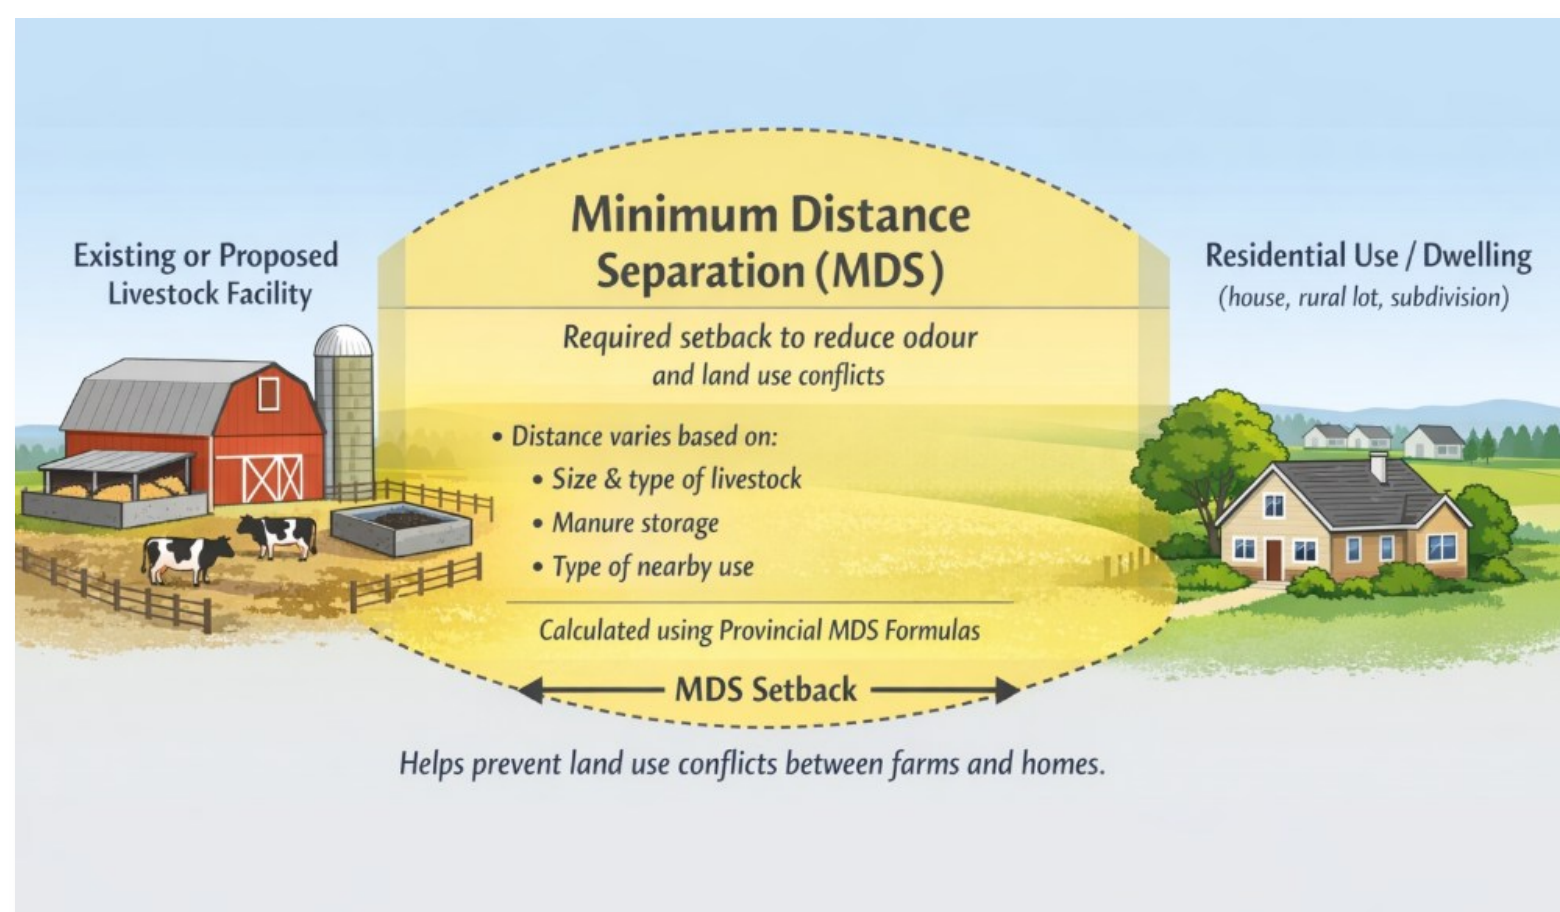 Minimum Distance
Separation (MDS)
Existing or Proposed
Livestock Facility
Residential Use / Dwelling
(house, rural lot, subdivision)
Required setback to reduce odour
and land use conflicts
• Distance varies based on:
• Size & type of livestock
• Manure storage
• Type of nearby use
Calculated using Provincial MDS Formulas
MDS Setback
Helps prevent land use conflicts between farms and homes.